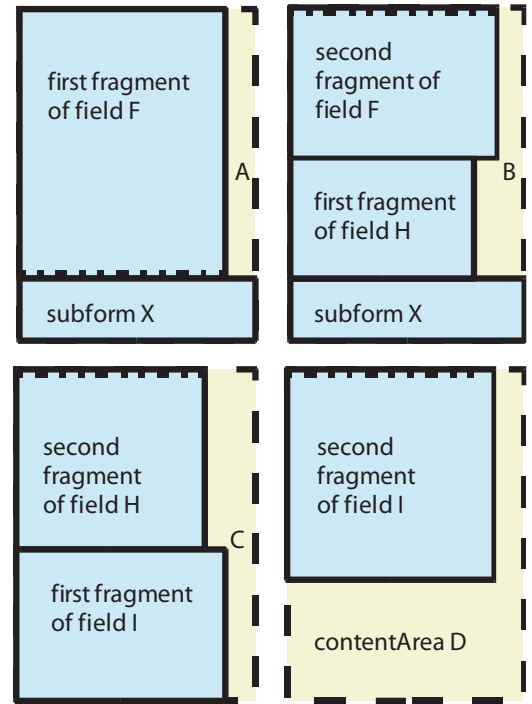 first fragment
of field F
A
subform X
second
fragment of
field F
B
first fragment
of field H
subform X
second
fragment
of field H
C
first fragment
of field I
second
fragment
of field I
contentArea D